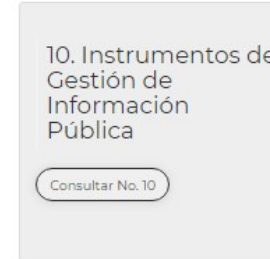 10. Instrumentos de
Gestión de
Información
Pública
Consultar No. 10